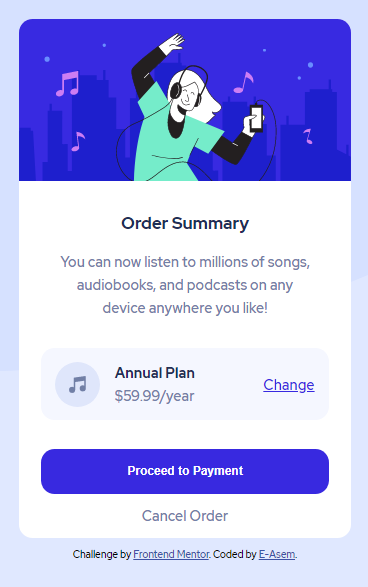 Order Summary
You can now listen to millions of songs,
audiobooks, and podcasts on any
device anywhere you like!
Annual Plan
$59.99/year
Change
Proceed to Payment
Cancel Order
Challenge by Frontend Mentor. Coded by E-Asem.